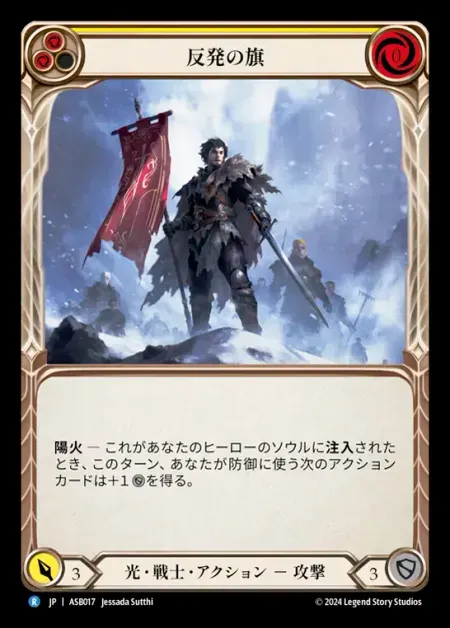 0
反発の旗
陽火 ― これがあなたのヒーローのソウルに注入された
とき、このターン、あなたが防御に使う次のアクション
カードは+1 を得る。
3
光・戦士・アクション ― 攻撃
3
R JP | ASB017 Jessada Sutthi
© 2024 Legend Story Studios